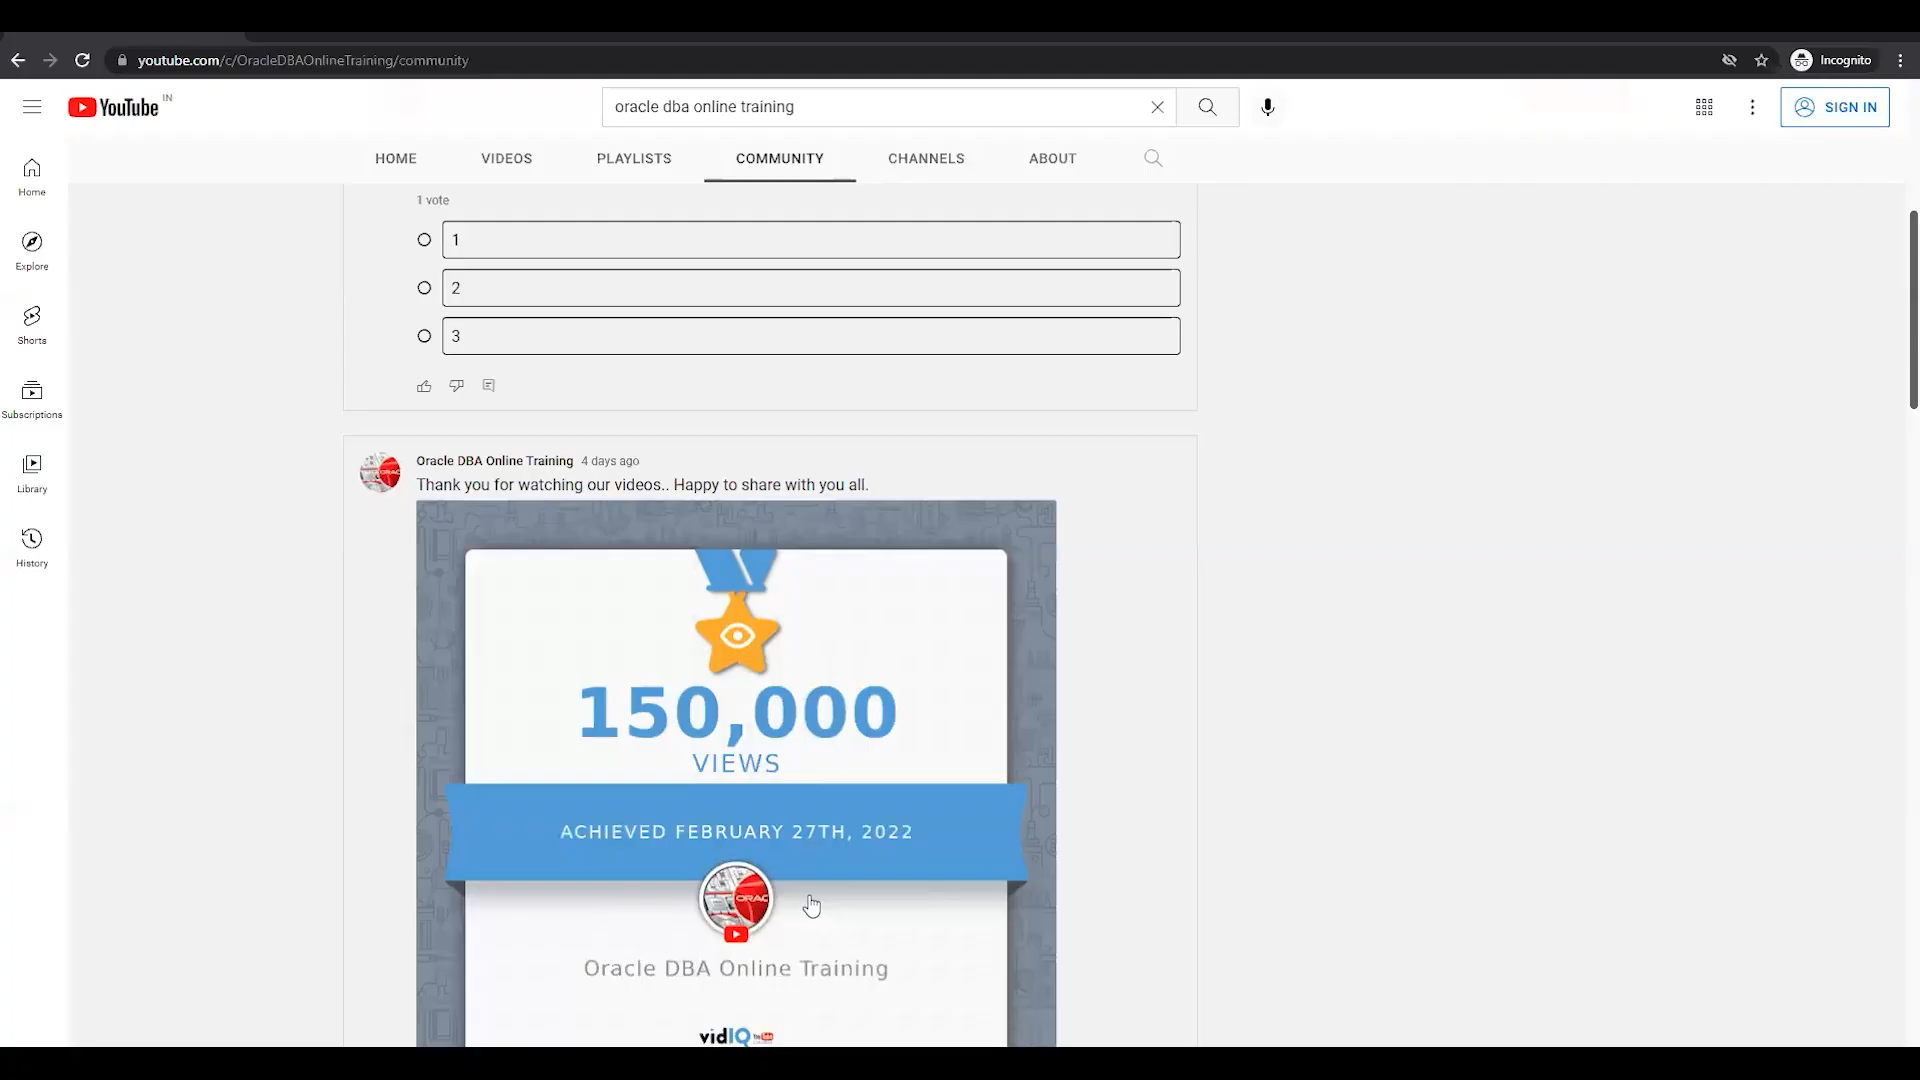 youtube.com/c/OracleDBAOnlineTraining/community
Incognito
YouTube IN
oracle dba online training
SIGN IN
HOME VIDEOS PLAYLISTS COMMUNITY CHANNELS ABOUT
Home
Explore
Shorts
Subscriptions
Library
History
1 vote
1
2
3
Oracle DBA Online Training 4 days ago
Thank you for watching our videos.. Happy to share with you all.
150,000
VIEWS
ACHIEVED FEBRUARY 27TH, 2022
ORAC
Oracle DBA Online Training
vidIQ